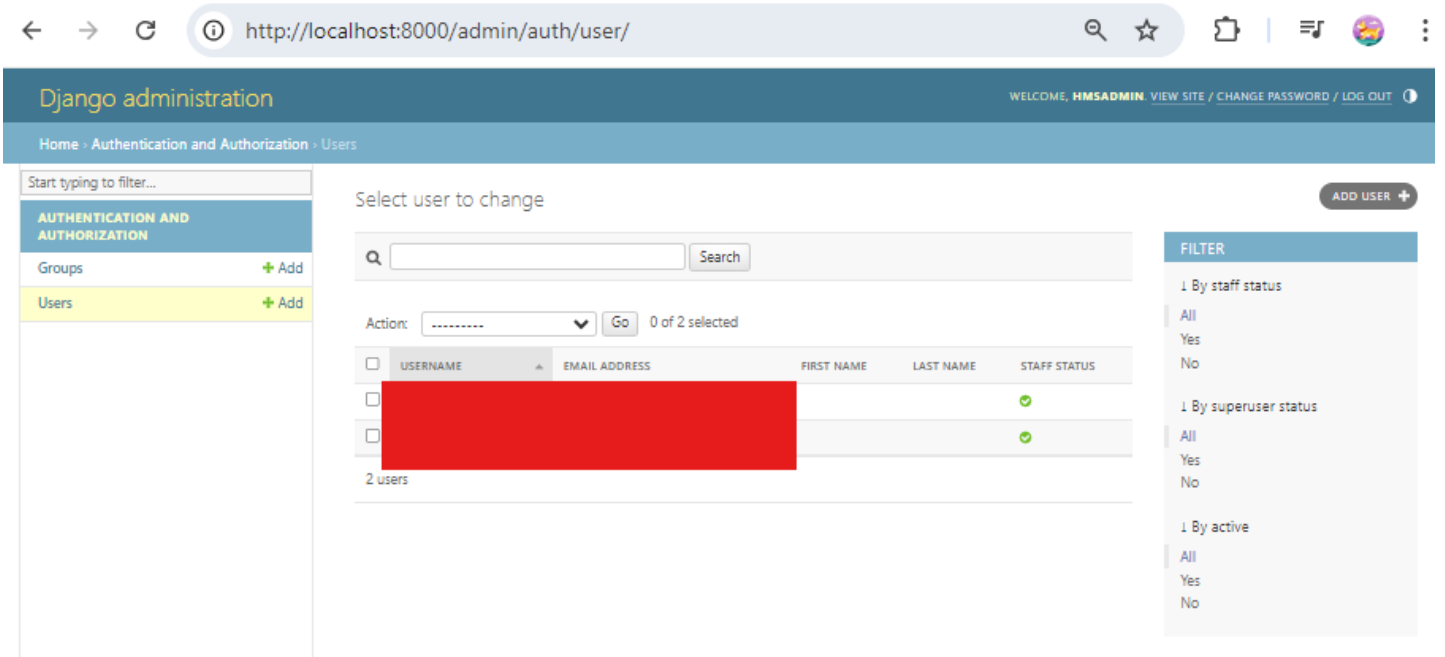 http://localhost:8000/admin/auth/user/
Django administration
WELCOME, HMSADMIN. VIEW SITE / CHANGE PASSWORD / LOG OUT
Home › Authentication and Authorization › Users
Start typing to filter...
AUTHENTICATION AND
AUTHORIZATION
Groups + Add
Users + Add
Select user to change
ADD USER +
Search
Action: --------- Go 0 of 2 selected
USERNAME EMAIL ADDRESS FIRST NAME LAST NAME STAFF STATUS
2 users
FILTER
↓ By staff status
All
Yes
No
↓ By superuser status
All
Yes
No
↓ By active
All
Yes
No